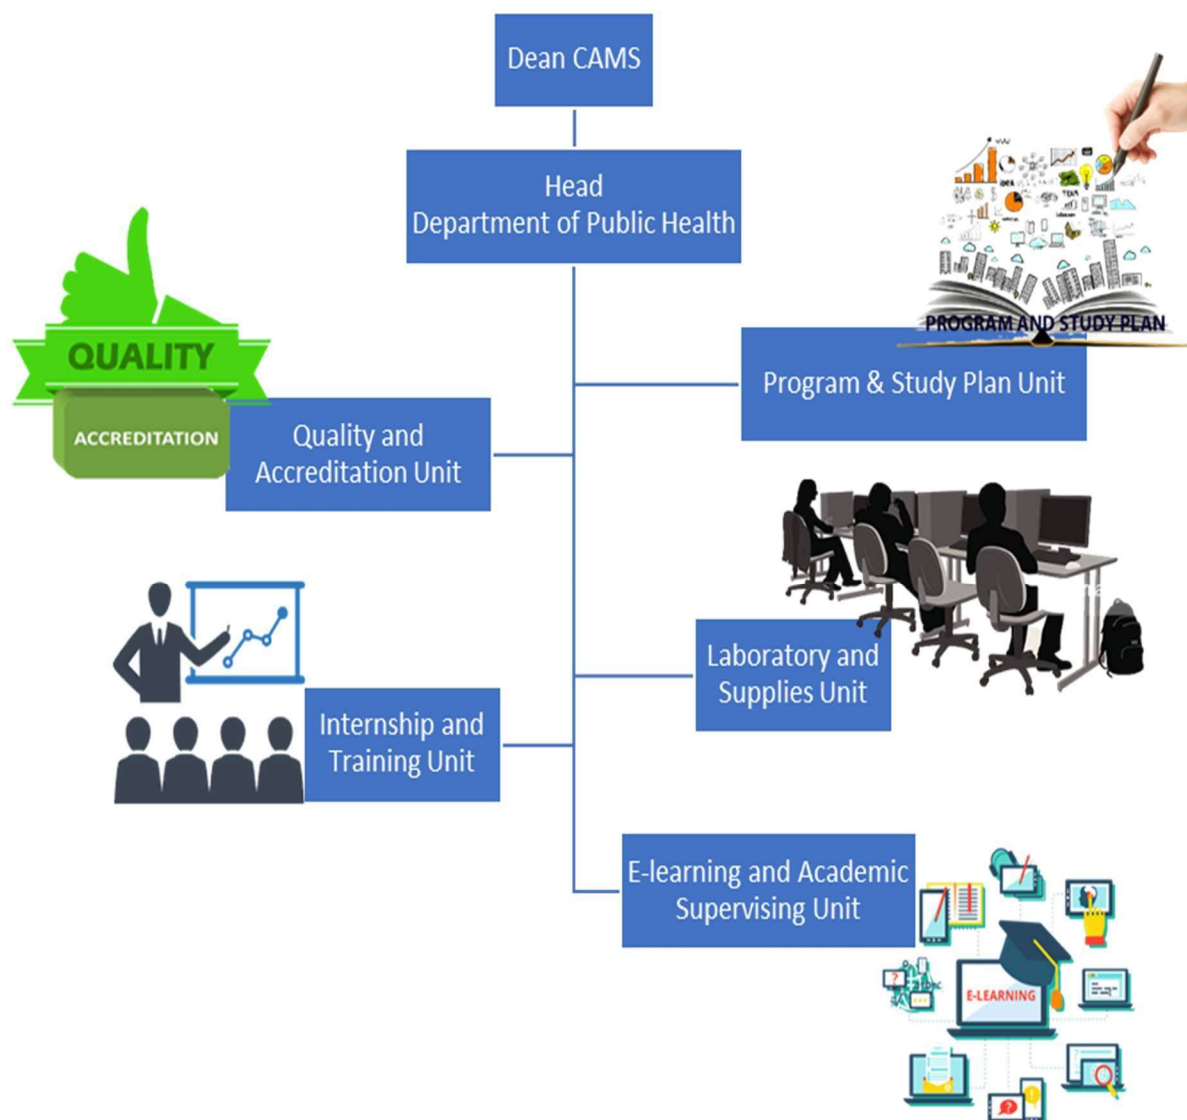 Dean CAMS
Head
Department of Public Health
PROGRAM AND STUDY PLAN
Program & Study Plan Unit
QUALITY
ACCREDITATION
Quality and
Accreditation Unit
Laboratory and
Supplies Unit
Internship and
Training Unit
E-learning and Academic
Supervising Unit
E-LEARNING